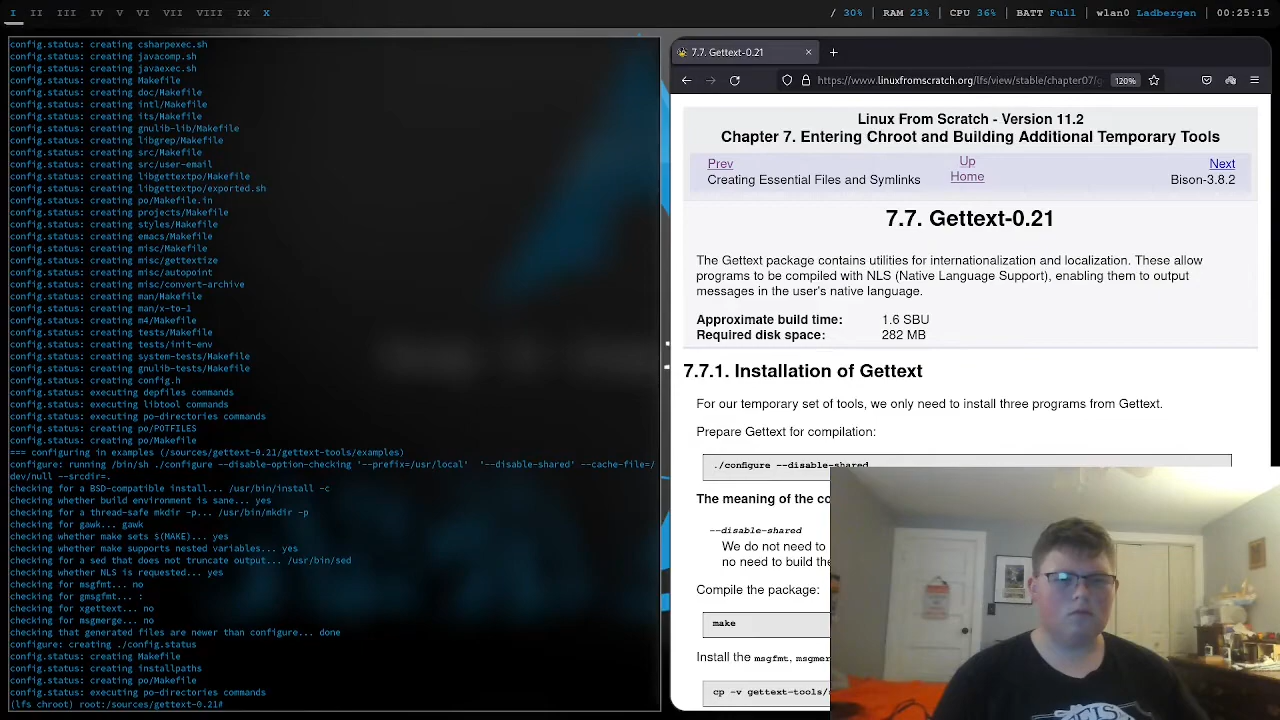 I II III IV V VI VII VIII IX X / 30% | RAM 23% | CPU 36% | BATT Full | wlan0 Ladbergen | 00:25:15
config.status: creating csharpexec.sh
config.status: creating javacomp.sh
config.status: creating javaexec.sh
config.status: creating Makefile
config.status: creating doc/Makefile
config.status: creating intl/Makefile
config.status: creating its/Makefile
config.status: creating gnulib-lib/Makefile
config.status: creating libgrep/Makefile
config.status: creating src/Makefile
config.status: creating src/user-email
config.status: creating libgettextpo/Makefile
config.status: creating libgettextpo/exported.sh
config.status: creating po/Makefile.in
config.status: creating projects/Makefile
config.status: creating styles/Makefile
config.status: creating emacs/Makefile
config.status: creating misc/Makefile
config.status: creating misc/gettextize
config.status: creating misc/autopoint
config.status: creating misc/convert-archive
config.status: creating man/Makefile
config.status: creating man/x-to-1
config.status: creating m4/Makefile
config.status: creating tests/Makefile
config.status: creating tests/init-env
config.status: creating system-tests/Makefile
config.status: creating gnulib-tests/Makefile
config.status: creating config.h
config.status: executing depfiles commands
config.status: executing libtool commands
config.status: executing po-directories commands
config.status: creating po/POTFILES
config.status: creating po/Makefile
=== configuring in examples (/sources/gettext-0.21/gettext-tools/examples)
configure: running /bin/sh ./configure --disable-option-checking '--prefix=/usr/local'  '--disable-shared' --cache-file=/
dev/null --srcdir=.
checking for a BSD-compatible install... /usr/bin/install -c
checking whether build environment is sane... yes
checking for a thread-safe mkdir -p... /usr/bin/mkdir -p
checking for gawk... gawk
checking whether make sets $(MAKE)... yes
checking whether make supports nested variables... yes
checking for a sed that does not truncate output... /usr/bin/sed
checking whether NLS is requested... yes
checking for msgfmt... no
checking for gmsgfmt... :
checking for xgettext... no
checking for msgmerge... no
checking that generated files are newer than configure... done
configure: creating ./config.status
config.status: creating Makefile
config.status: creating installpaths
config.status: creating po/Makefile
config.status: executing po-directories commands
(lfs chroot) root:/sources/gettext-0.21#
7.7. Gettext-0.21
https://www.linuxfromscratch.org/lfs/view/stable/chapter07/g 120%
Linux From Scratch - Version 11.2
Chapter 7. Entering Chroot and Building Additional Temporary Tools
Prev Up Next
Creating Essential Files and Symlinks Home Bison-3.8.2
7.7. Gettext-0.21
The Gettext package contains utilities for internationalization and localization. These allow
programs to be compiled with NLS (Native Language Support), enabling them to output
messages in the user's native language.
Approximate build time: 1.6 SBU
Required disk space: 282 MB
7.7.1. Installation of Gettext
For our temporary set of tools, we only need to install three programs from Gettext.
Prepare Gettext for compilation:
./configure --disable-shared
The meaning of the co
--disable-shared
We do not need to
no need to build the
Compile the package:
make
Install the msgfmt, msgmer
cp -v gettext-tools/s